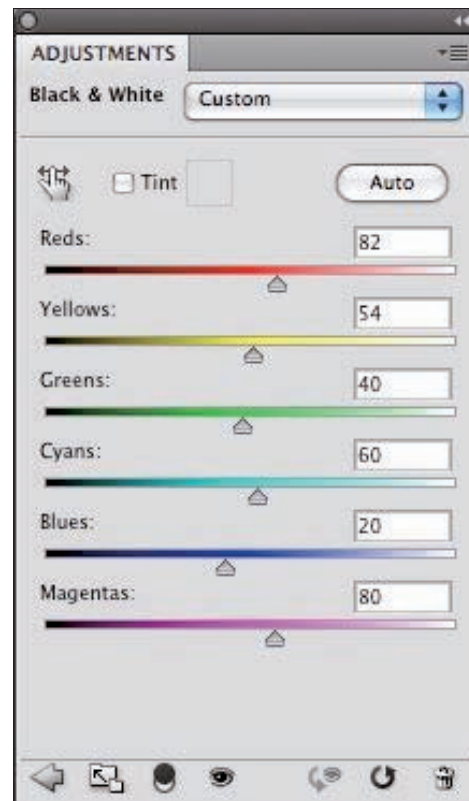 ADJUSTMENTS
Black & White Custom
Tint Auto
Reds: 82
Yellows: 54
Greens: 40
Cyans: 60
Blues: 20
Magentas: 80